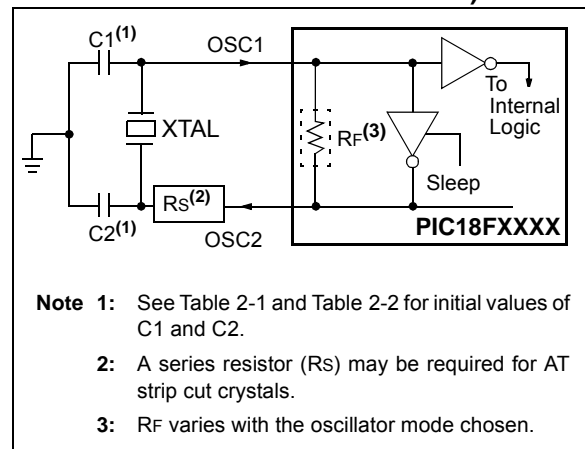 C1(1)
OSC1
To
Internal
Logic
XTAL
RF(3)
Sleep
RS(2)
C2(1)
OSC2
PIC18FXXXX
Note 1: See Table 2-1 and Table 2-2 for initial values of
C1 and C2.
2: A series resistor (RS) may be required for AT
strip cut crystals.
3: RF varies with the oscillator mode chosen.